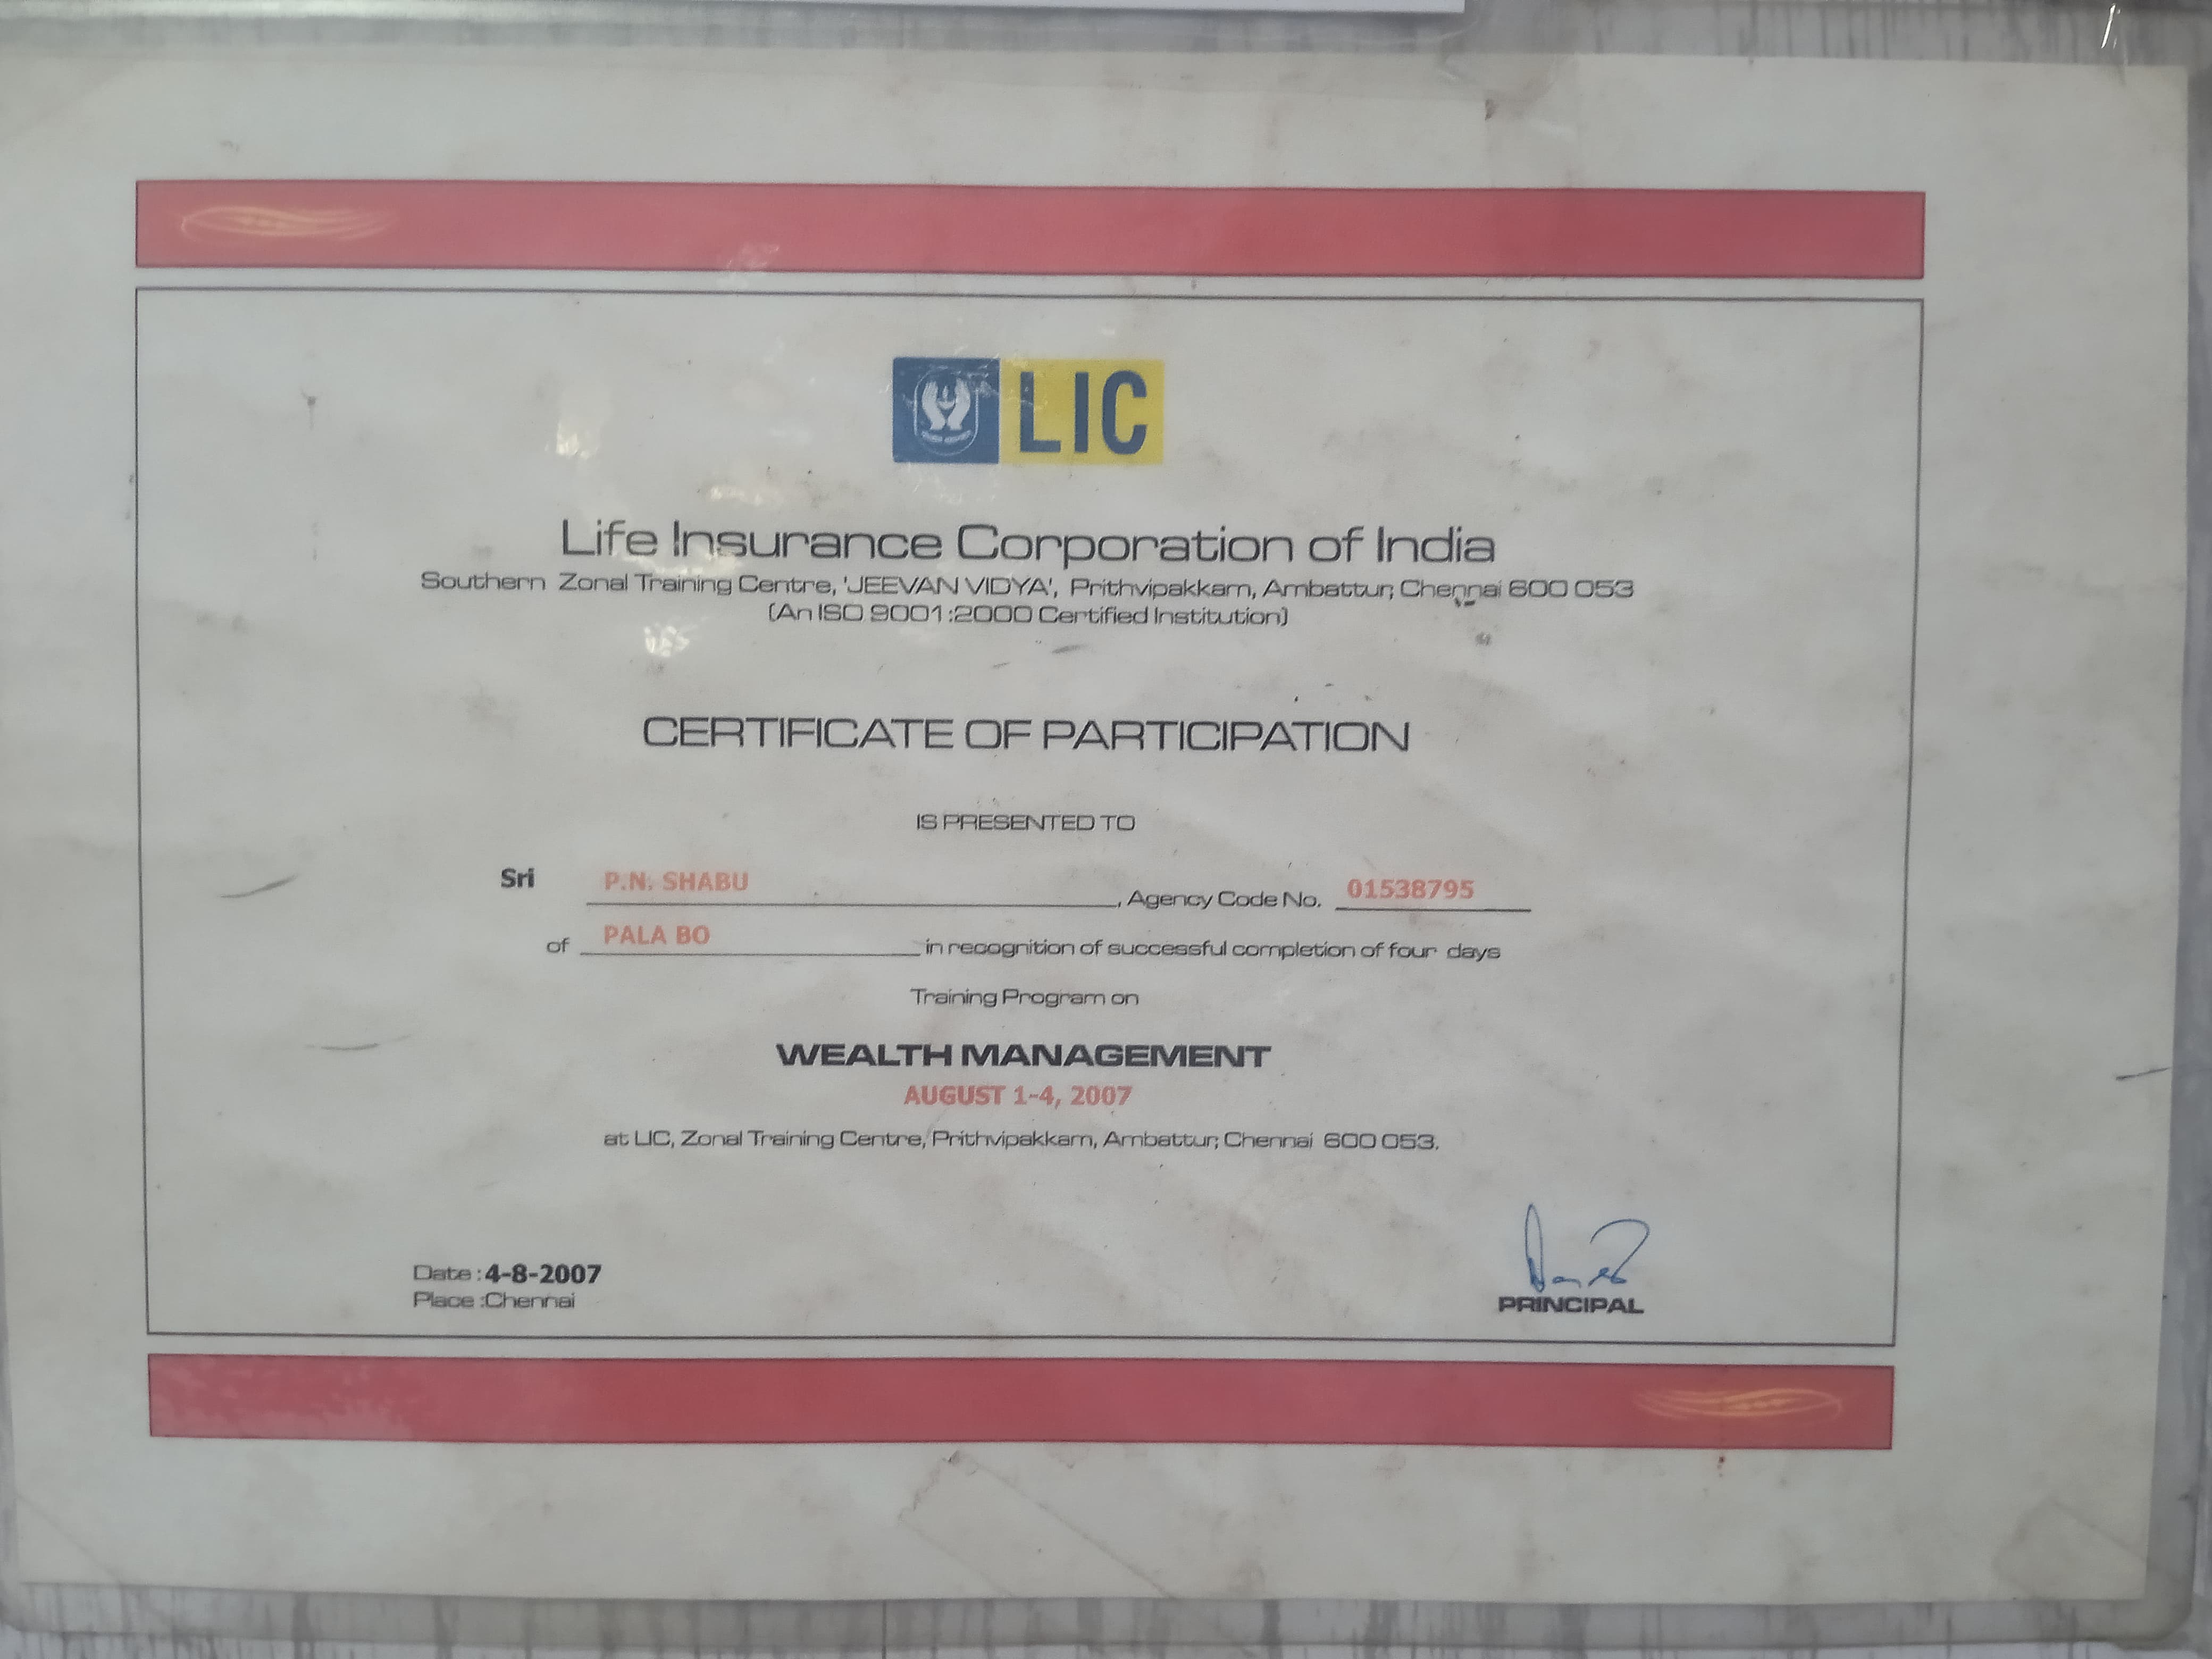 LIC
Life Insurance Corporation of India
Southern Zonal Training Centre, 'JEEVAN VIDYA', Prithvipakkam, Ambattur, Chennai 600 053
(An ISO 9001:2000 Certified Institution)
CERTIFICATE OF PARTICIPATION
IS PRESENTED TO
Sri P.N. SHABU, Agency Code No. 01538795
of PALA BO in recognition of successful completion of four days
Training Program on
WEALTH MANAGEMENT
AUGUST 1-4, 2007
at LIC, Zonal Training Centre, Prithvipakkam, Ambattur, Chennai 600 053.
Date : 4-8-2007
Place :Chennai
PRINCIPAL